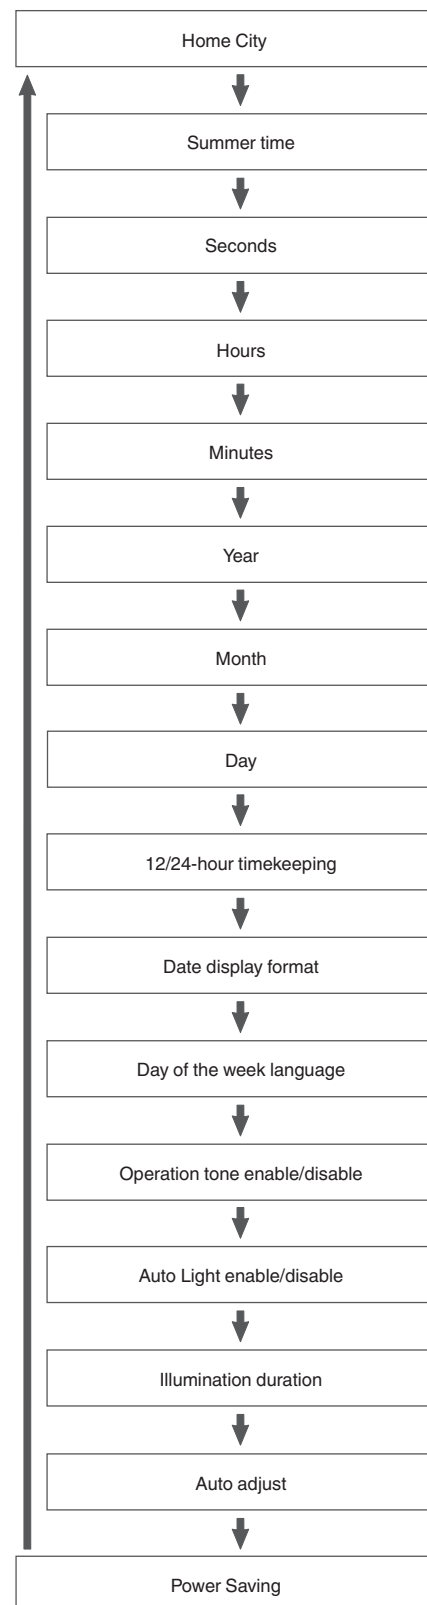 Home City
Summer time
Seconds
Hours
Minutes
Year
Month
Day
12/24-hour timekeeping
Date display format
Day of the week language
Operation tone enable/disable
Auto Light enable/disable
Illumination duration
Auto adjust
Power Saving